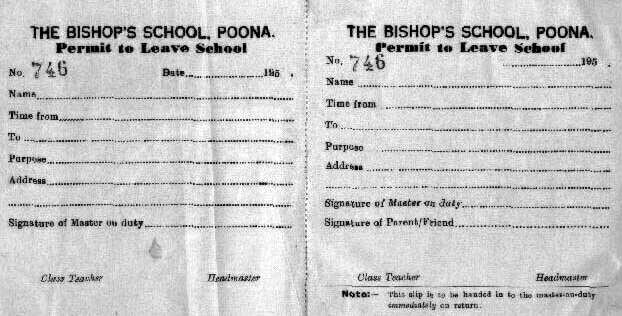 THE BISHOP'S SCHOOL, POONA.
Permit to Leave School
No. 746 Date 195 .
Name
Time from
To
Purpose
Address
Signature of Master on duty
Class Teacher Headmaster
THE BISHOP'S SCHOOL, POONA.
Permit to Leave School
No. 746 195 .
Name
Time from
To
Purpose
Address
Signature of Master on duty
Signature of Parent/Friend
Class Teacher Headmaster
Note:— This slip is to be handed in to the master-on-duty
immediately on return.